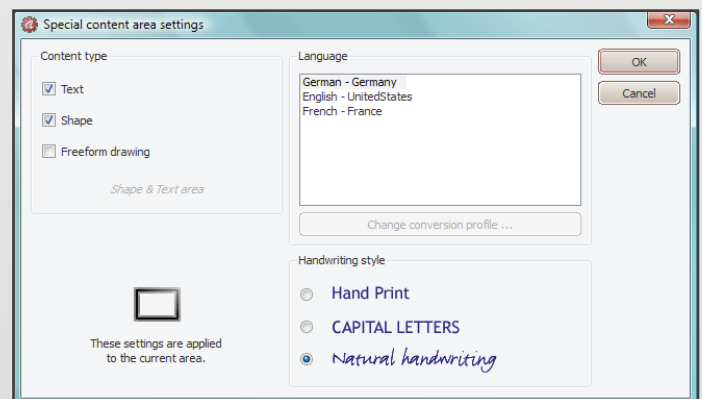 Special content area settings
Content type
Text
Shape
Freeform drawing
Shape & Text area
These settings are applied
to the current area.
Language
German - Germany
English - UnitedStates
French - France
Change conversion profile ...
Handwriting style
Hand Print
CAPITAL LETTERS
Natural handwriting
OK
Cancel